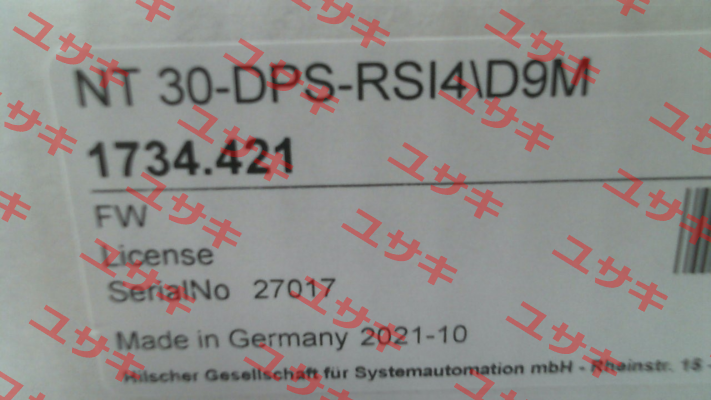 NT 30-DPS-RSI4\D9M
1734.421
FW
License
SerialNo 27017
Made in Germany 2021-10
Hilscher Gesellschaft für Systemautomation mbH - Rheinstr. 15 -
ユサキ